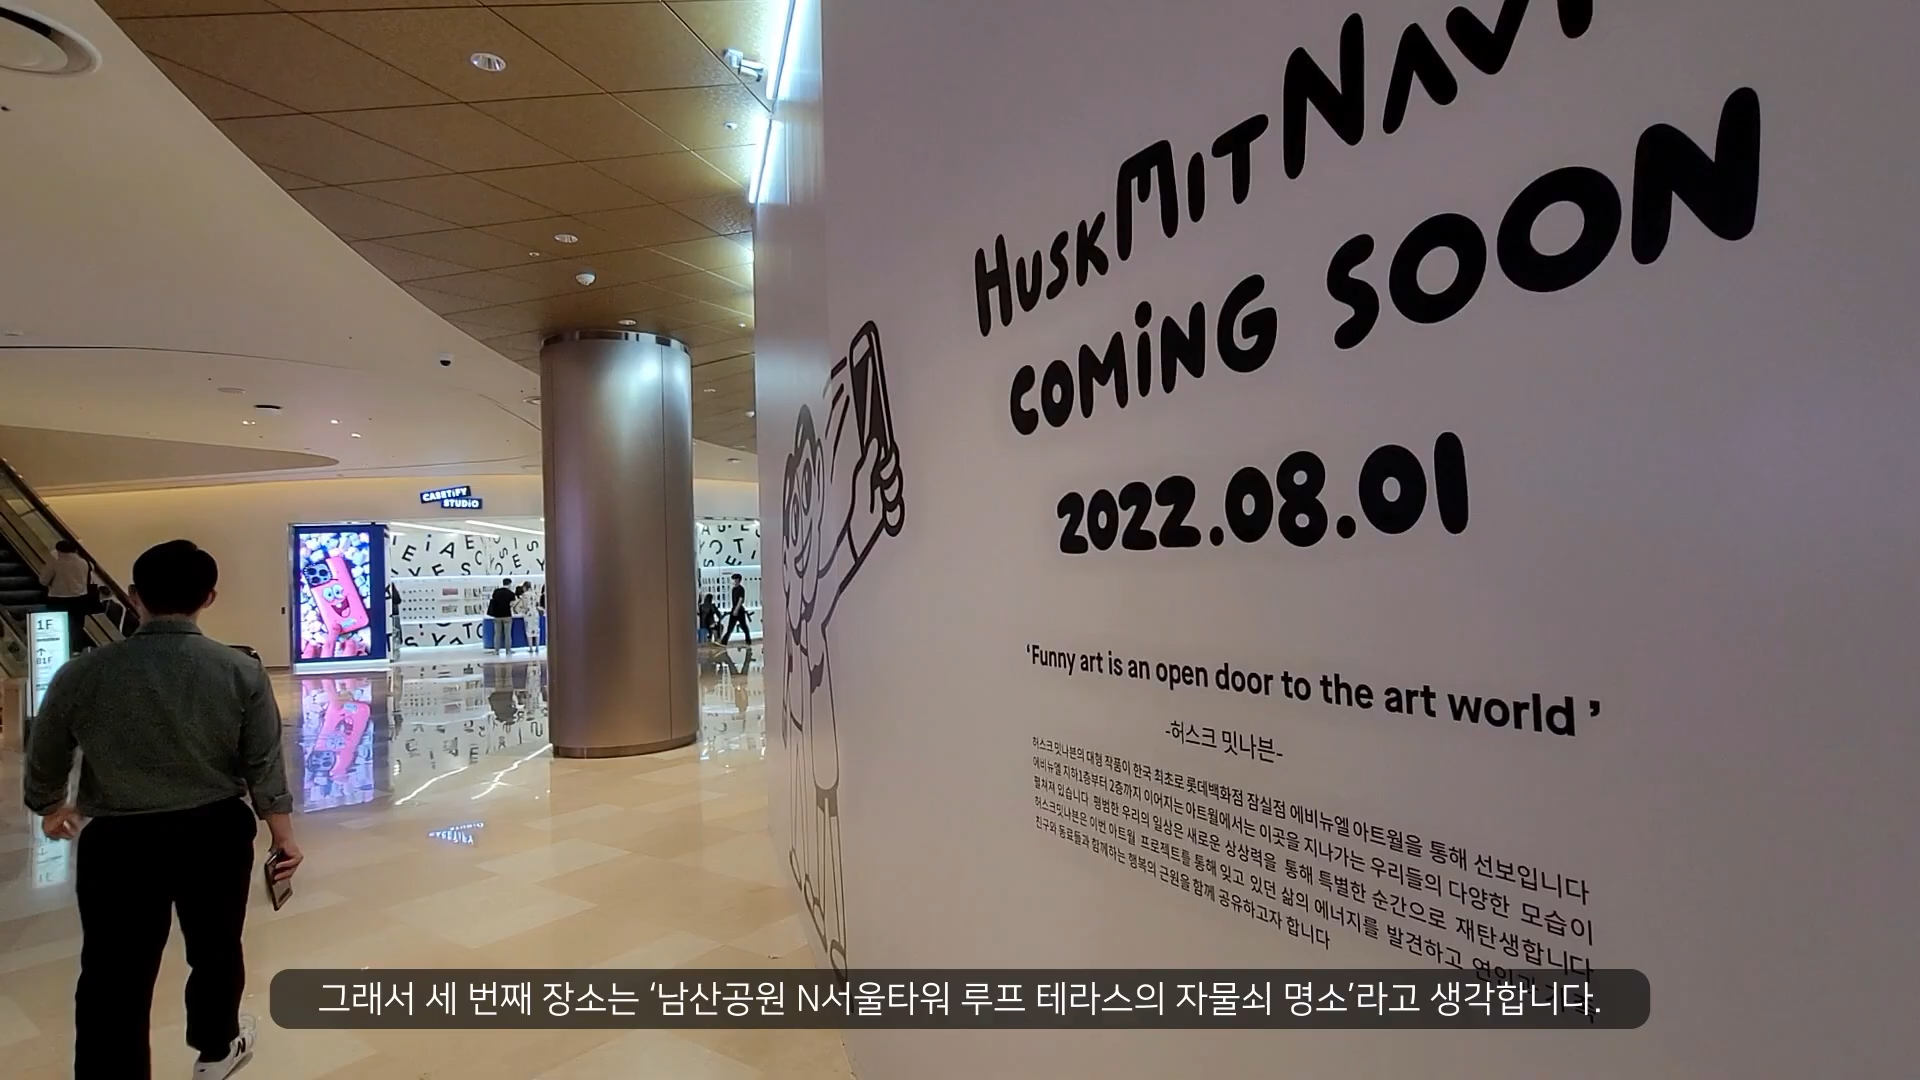 HUSKMITNAV
COMING SOON
2022.08.01
'Funny art is an open door to the art world'
-허스크 밋나븐-
허스크 밋나븐의 대형 작품이 한국 최초로 롯데백화점 잠실점 에비뉴엘 아트월을 통해 선보입니다
에비뉴엘 지하1층부터 2층까지 이어지는 아트월에서는 이곳을 지나가는 우리들의 다양한 모습이
펼쳐져 있습니다 평범한 우리의 일상은 새로운 상상력을 통해 특별한 순간으로 재탄생합니다
허스크밋나븐은 이번 아트월 프로젝트를 통해 잊고 있던 삶의 에너지를 발견하고
친구와 동료들과 함께하는 행복의 근원을 함께 공유하고자 합니다
CASETiFY
STUDiO
1F
B1F
N
그래서 세 번째 장소는 ‘남산공원 N서울타워 루프 테라스의 자물쇠 명소’라고 생각합니다.